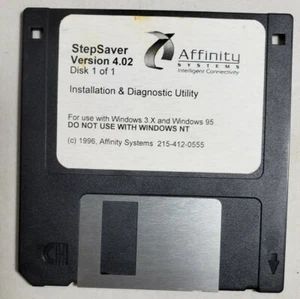 StepSaver
Version 4.02
Disk 1 of 1
Affinity
SYSTEMS
Intelligent Connectivity
Installation & Diagnostic Utility
For use with Windows 3.X and Windows 95
DO NOT USE WITH WINDOWS NT
(c) 1996, Affinity Systems 215-412-0555